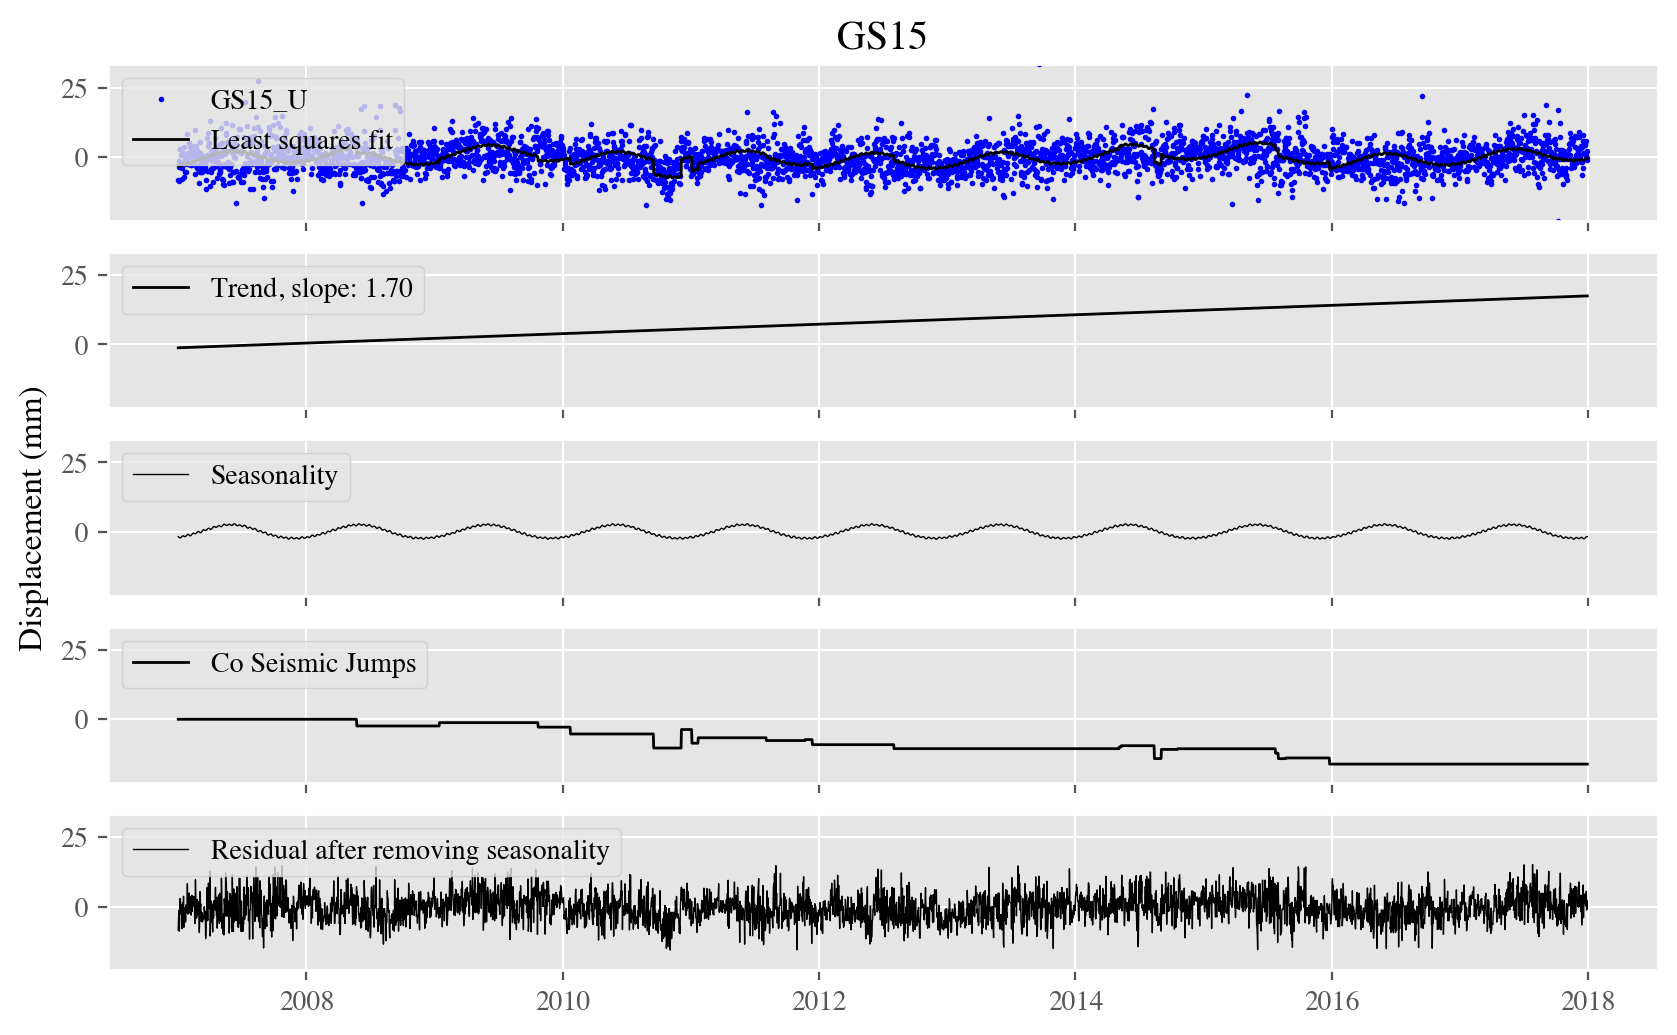 GS15
25
0
GS15_U
Least squares fit
25
0
Trend, slope: 1.70
Displacement (mm)
25
0
Seasonality
25
0
Co Seismic Jumps
25
0
Residual after removing seasonality
2008 2010 2012 2014 2016 2018